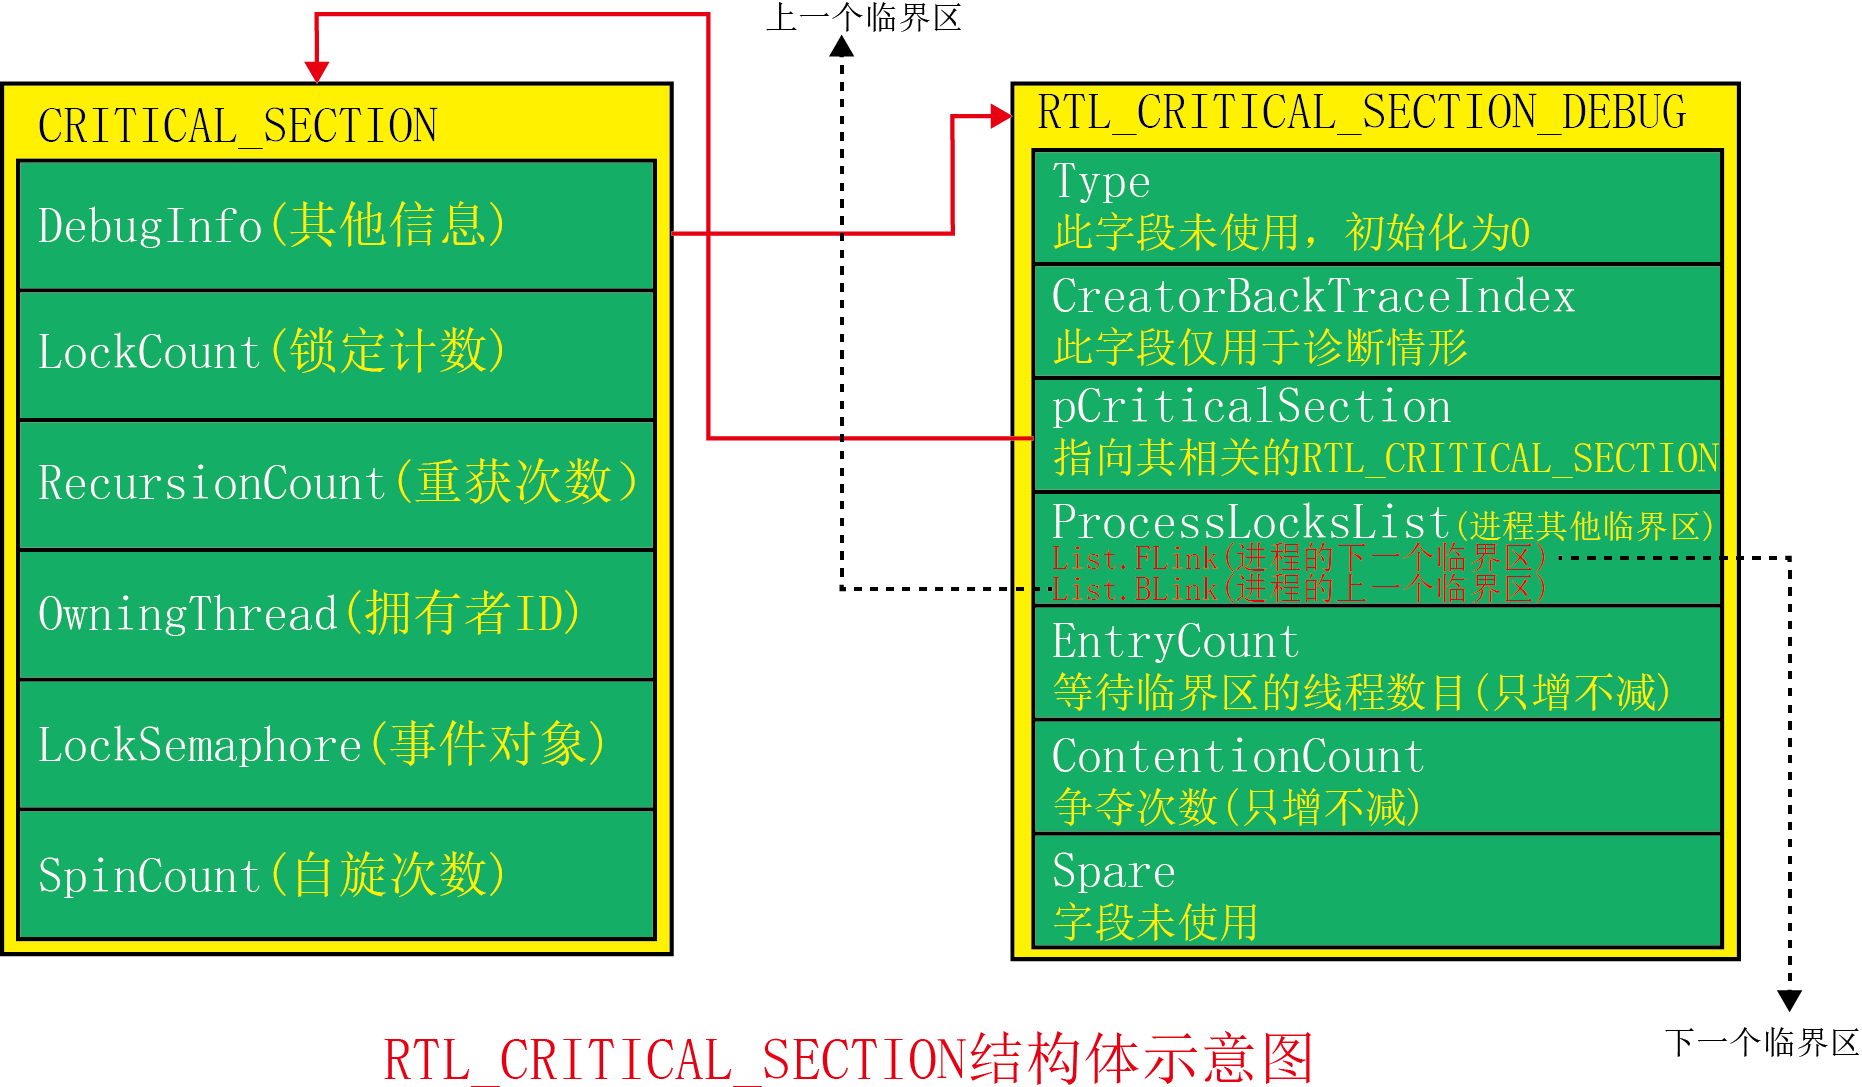 上一个临界区
CRITICAL_SECTION
DebugInfo(其他信息)
LockCount(锁定计数)
RecursionCount(重获次数）
OwningThread(拥有者ID)
LockSemaphore(事件对象)
SpinCount(自旋次数)
RTL_CRITICAL_SECTION_DEBUG
Type
此字段未使用，初始化为0
CreatorBackTraceIndex
此字段仅用于诊断情形
pCriticalSection
指向其相关的RTL_CRITICAL_SECTION
ProcessLocksList(进程其他临界区)
List.FLink(进程的下一个临界区)
List.BLink(进程的上一个临界区)
EntryCount
等待临界区的线程数目(只增不减)
ContentionCount
争夺次数(只增不减)
Spare
字段未使用
下一个临界区
RTL_CRITICAL_SECTION结构体示意图